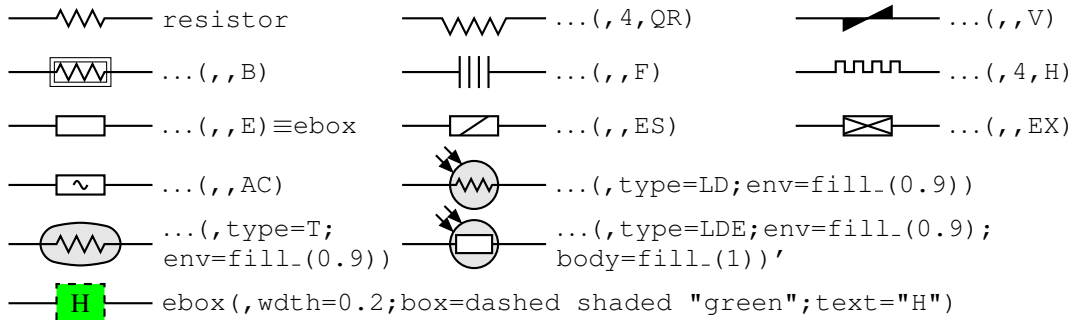 resistor ...(,4,QR) ...(,,V)
...(,,B) ...(,,F) ...(,4,H)
...(,,E)≡ebox ...(,,ES) ...(,,EX)
...(,,AC) ...(,type=LD;env=fill_(0.9))
...(,type=T; ...(,type=LDE;env=fill_(0.9);
env=fill_(0.9)) body=fill_(1))’
H ebox(,wdth=0.2;box=dashed shaded "green";text="H")